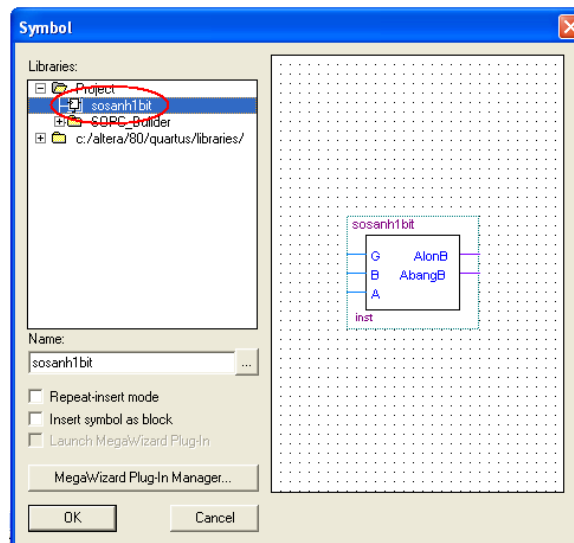 Symbol
Libraries:
Project
sosanh1bit
SOPC_Builder
c:/altera/80/quartus/libraries/
Name:
sosanh1bit
...
Repeat-insert mode
Insert symbol as block
Launch MegaWizard Plug-In
MegaWizard Plug-In Manager...
OK
Cancel
sosanh1bit
G AlonB
B AbangB
A
inst